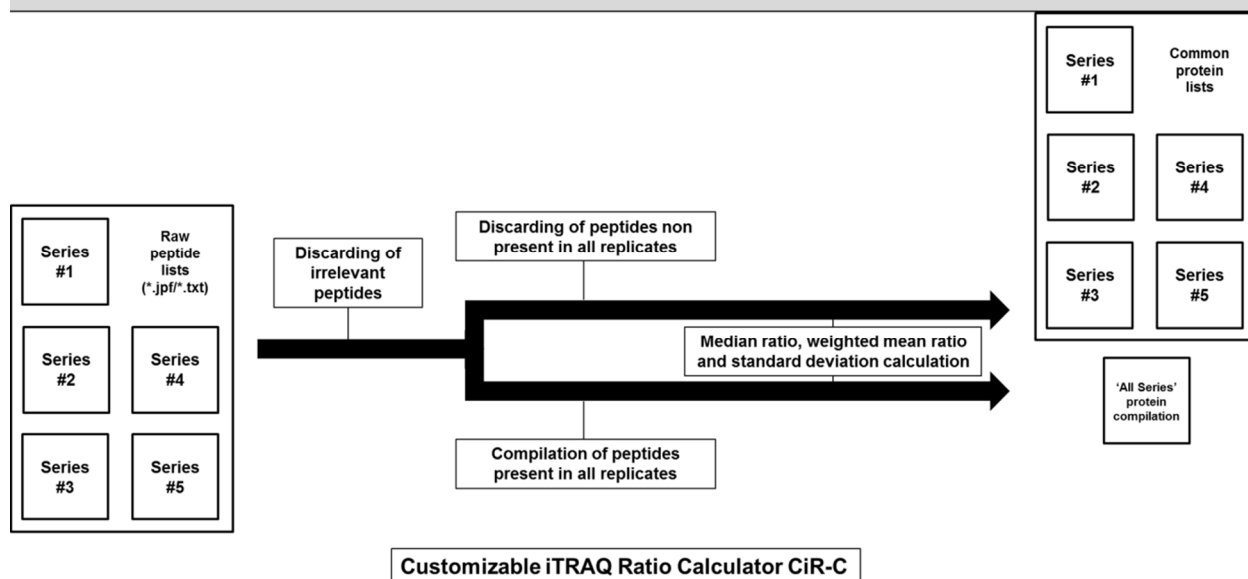 Series
#1
Raw
peptide
lists
(*.jpf/*.txt)
Series
#2
Series
#4
Series
#3
Series
#5
Discarding of
irrelevant
peptides
Discarding of peptides non
present in all replicates
Median ratio, weighted mean ratio
and standard deviation calculation
Compilation of peptides
present in all replicates
Series
#1
Common
protein
lists
Series
#2
Series
#4
Series
#3
Series
#5
‘All Series’
protein
compilation
Customizable iTRAQ Ratio Calculator CiR-C